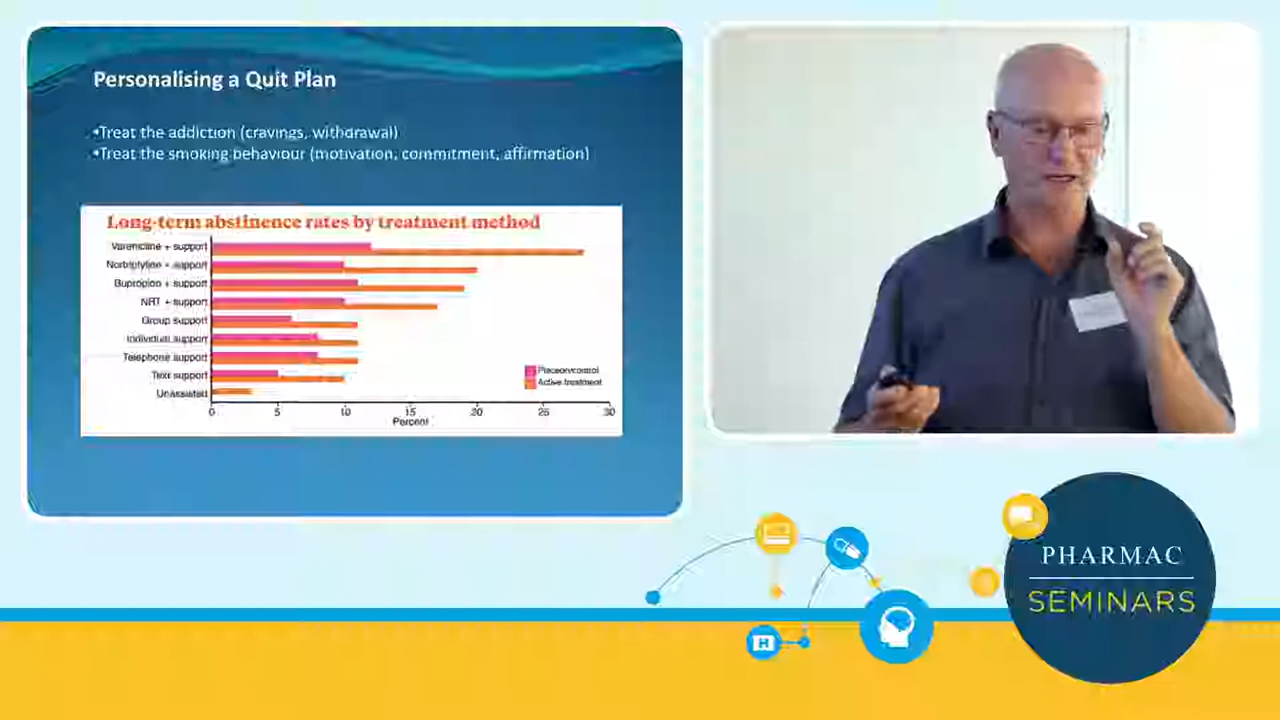 Personalising a Quit Plan
•Treat the addiction (cravings, withdrawal)
•Treat the smoking behaviour (motivation, commitment, affirmation)
Long-term abstinence rates by treatment method
Varenicline + support
Nortriptyline + support
Bupropion + support
NRT + support
Group support
Individual support
Telephone support
Text support
Unassisted
Placebo/control
Active treatment
0 5 10 15 20 25 30
Percent
H
PHARMAC
SEMINARS